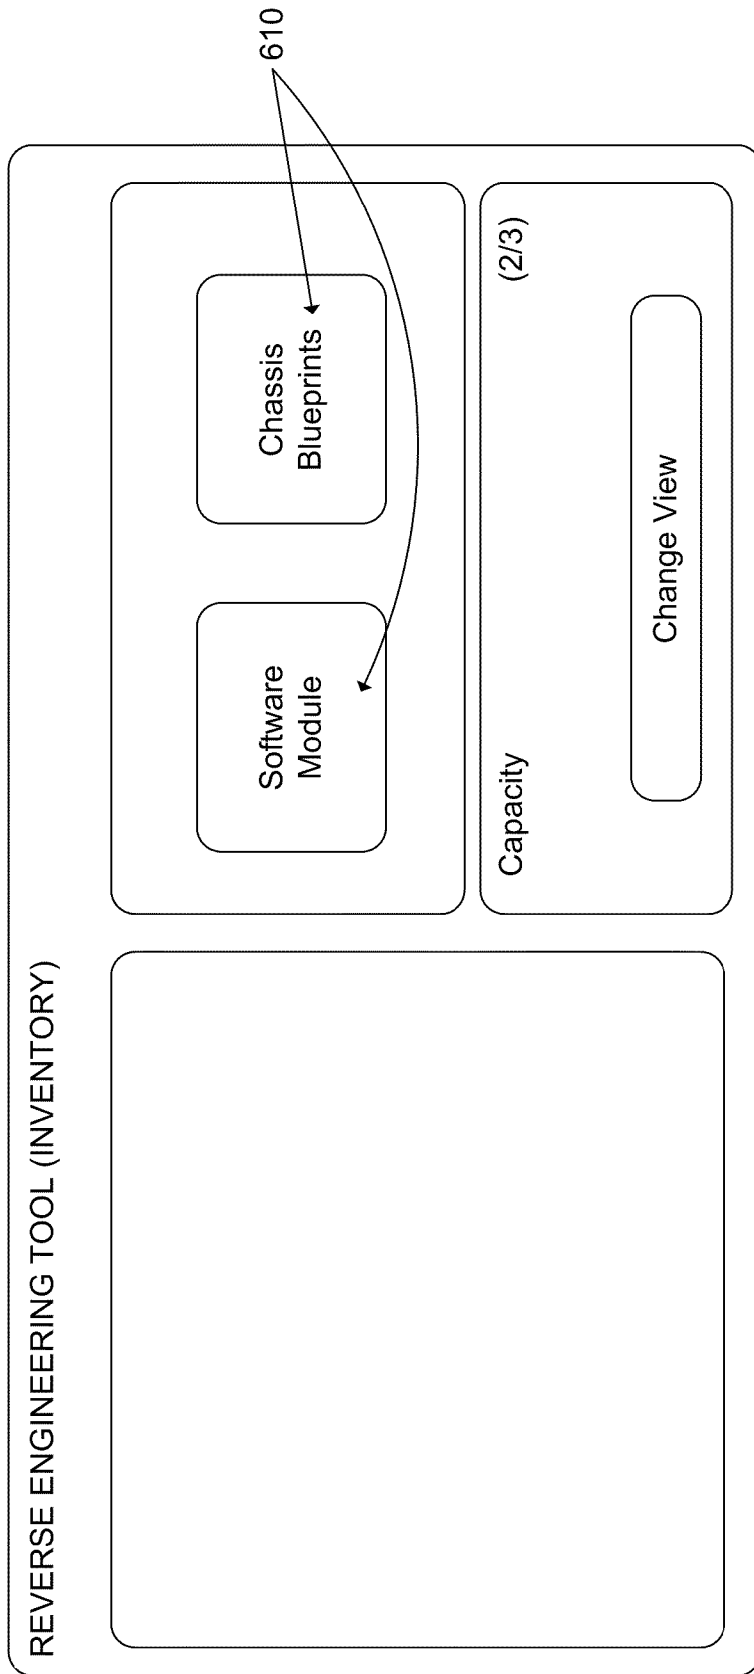 REVERSE ENGINEERING TOOL (INVENTORY)
Software
Module
Chassis
Blueprints
610
Capacity
(2/3)
Change View